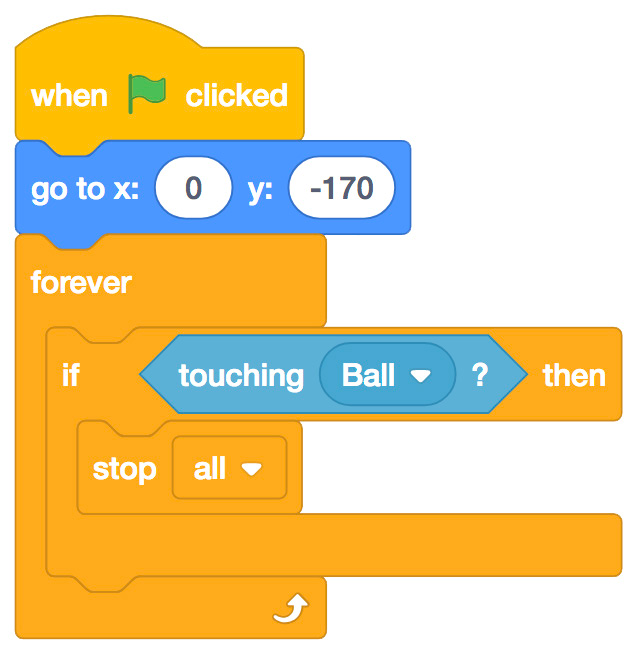 when clicked
go to x: 0 y: -170
forever
if touching Ball ? then
stop all